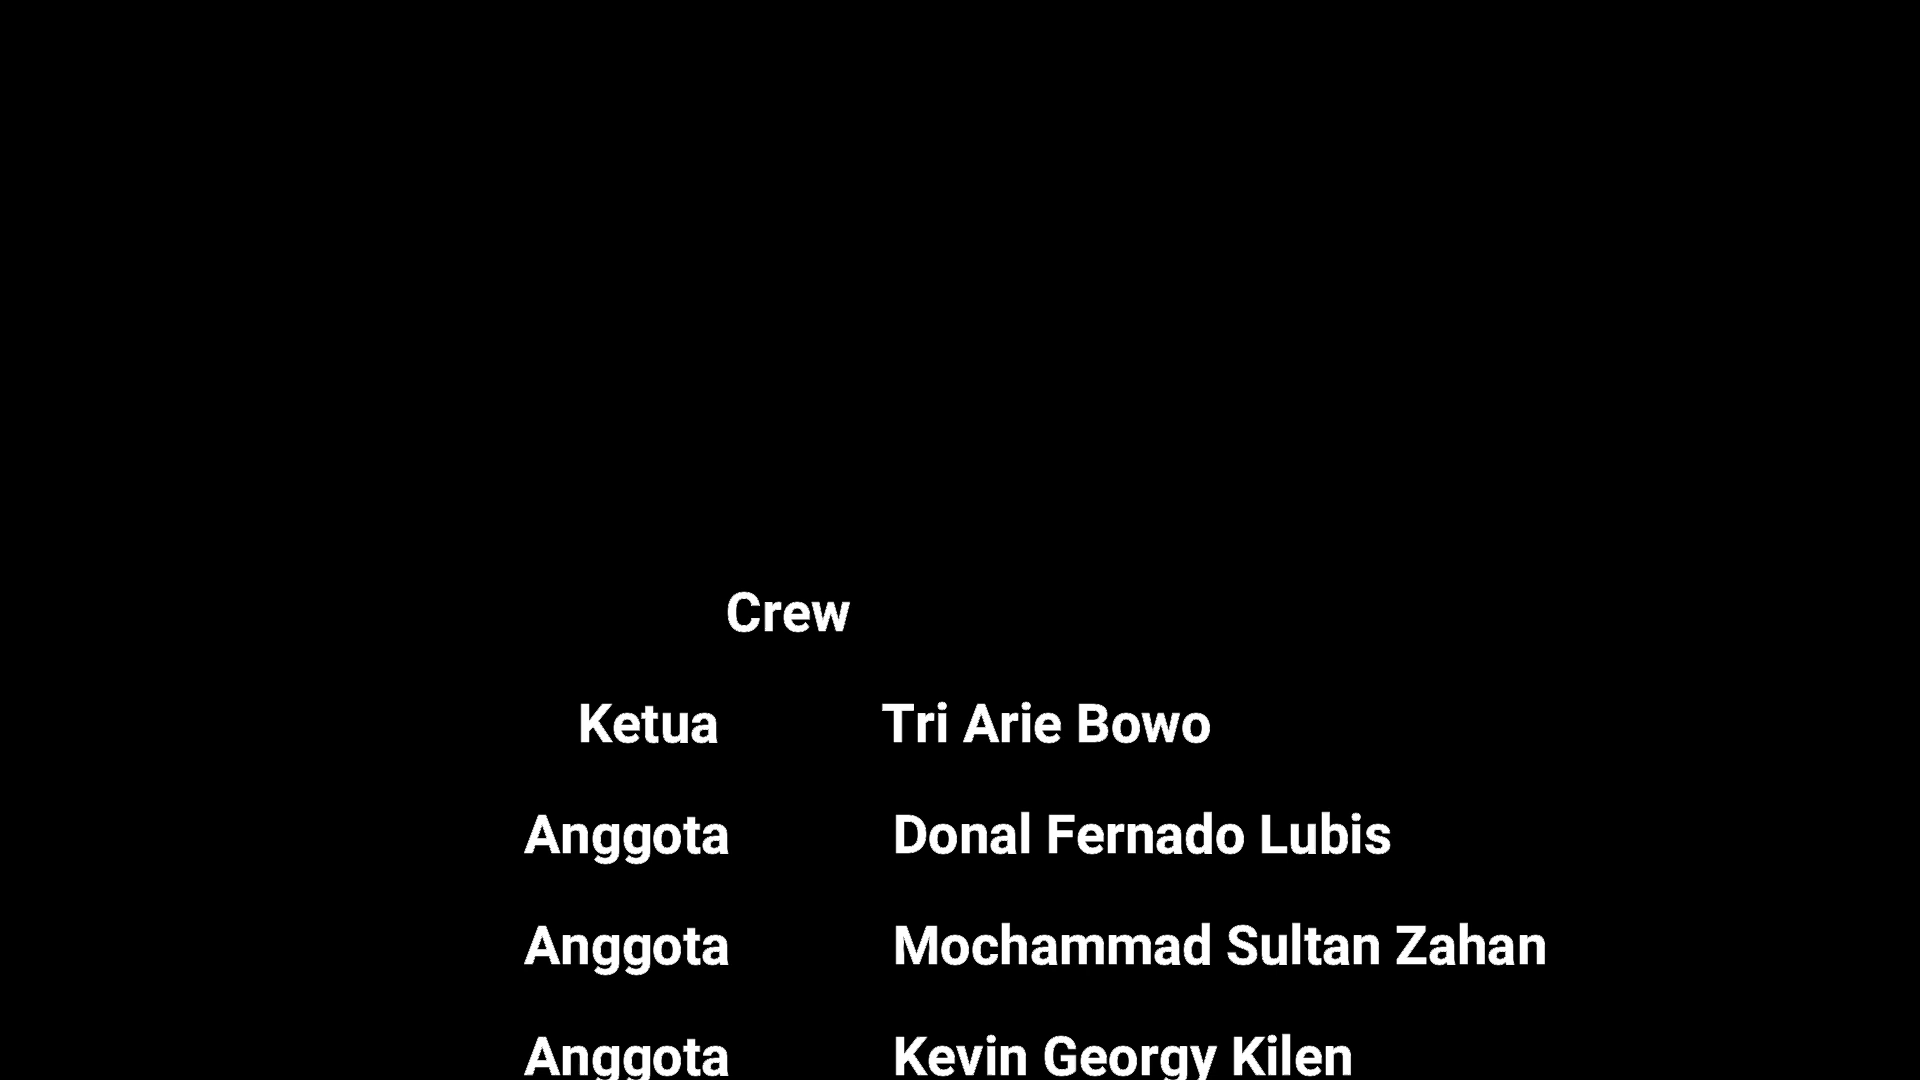 Crew
Ketua Tri Arie Bowo
Anggota Donal Fernado Lubis
Anggota Mochammad Sultan Zahan
Anggota Kevin Georgy Kilen